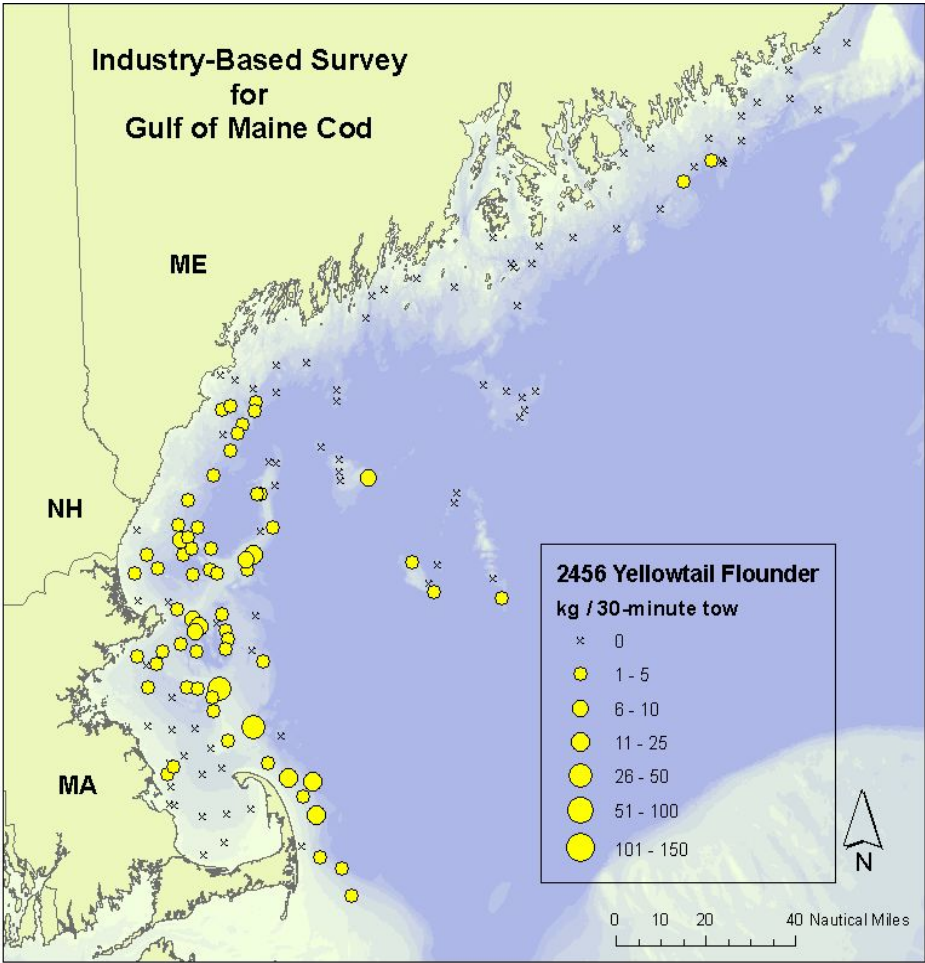 Industry-Based Survey
for
Gulf of Maine Cod
ME
NH
MA
2456 Yellowtail Flounder
kg / 30-minute tow
0
1 - 5
6 - 10
11 - 25
26 - 50
51 - 100
101 - 150
N
0 10 20 40 Nautical Miles